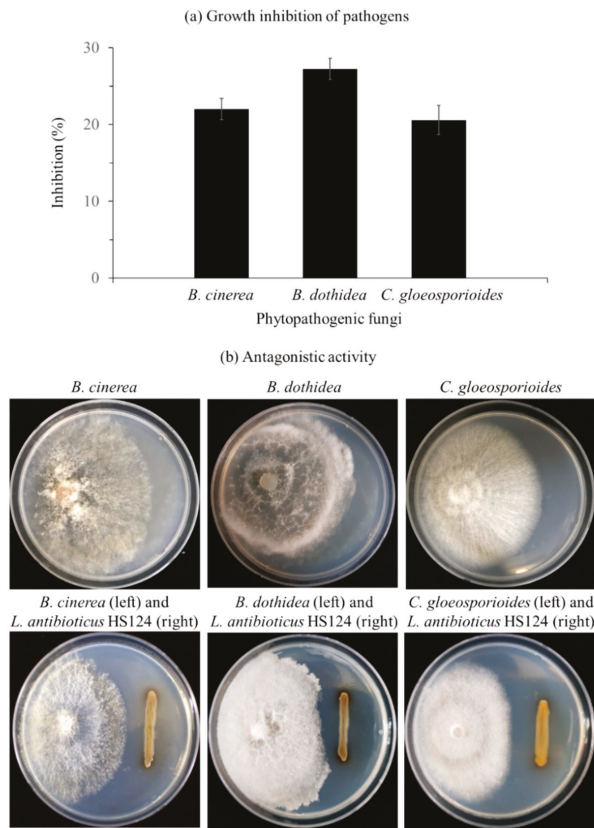 (a) Growth inhibition of pathogens
30
20
10
0
Inhibition (%)
B. cinerea B. dothidea C. gloeosporioides
Phytopathogenic fungi
(b) Antagonistic activity
B. cinerea B. dothidea C. gloeosporioides
B. cinerea (left) and
L. antibioticus HS124 (right)
B. dothidea (left) and
L. antibioticus HS124 (right)
C. gloeosporioides (left) and
L. antibioticus HS124 (right)